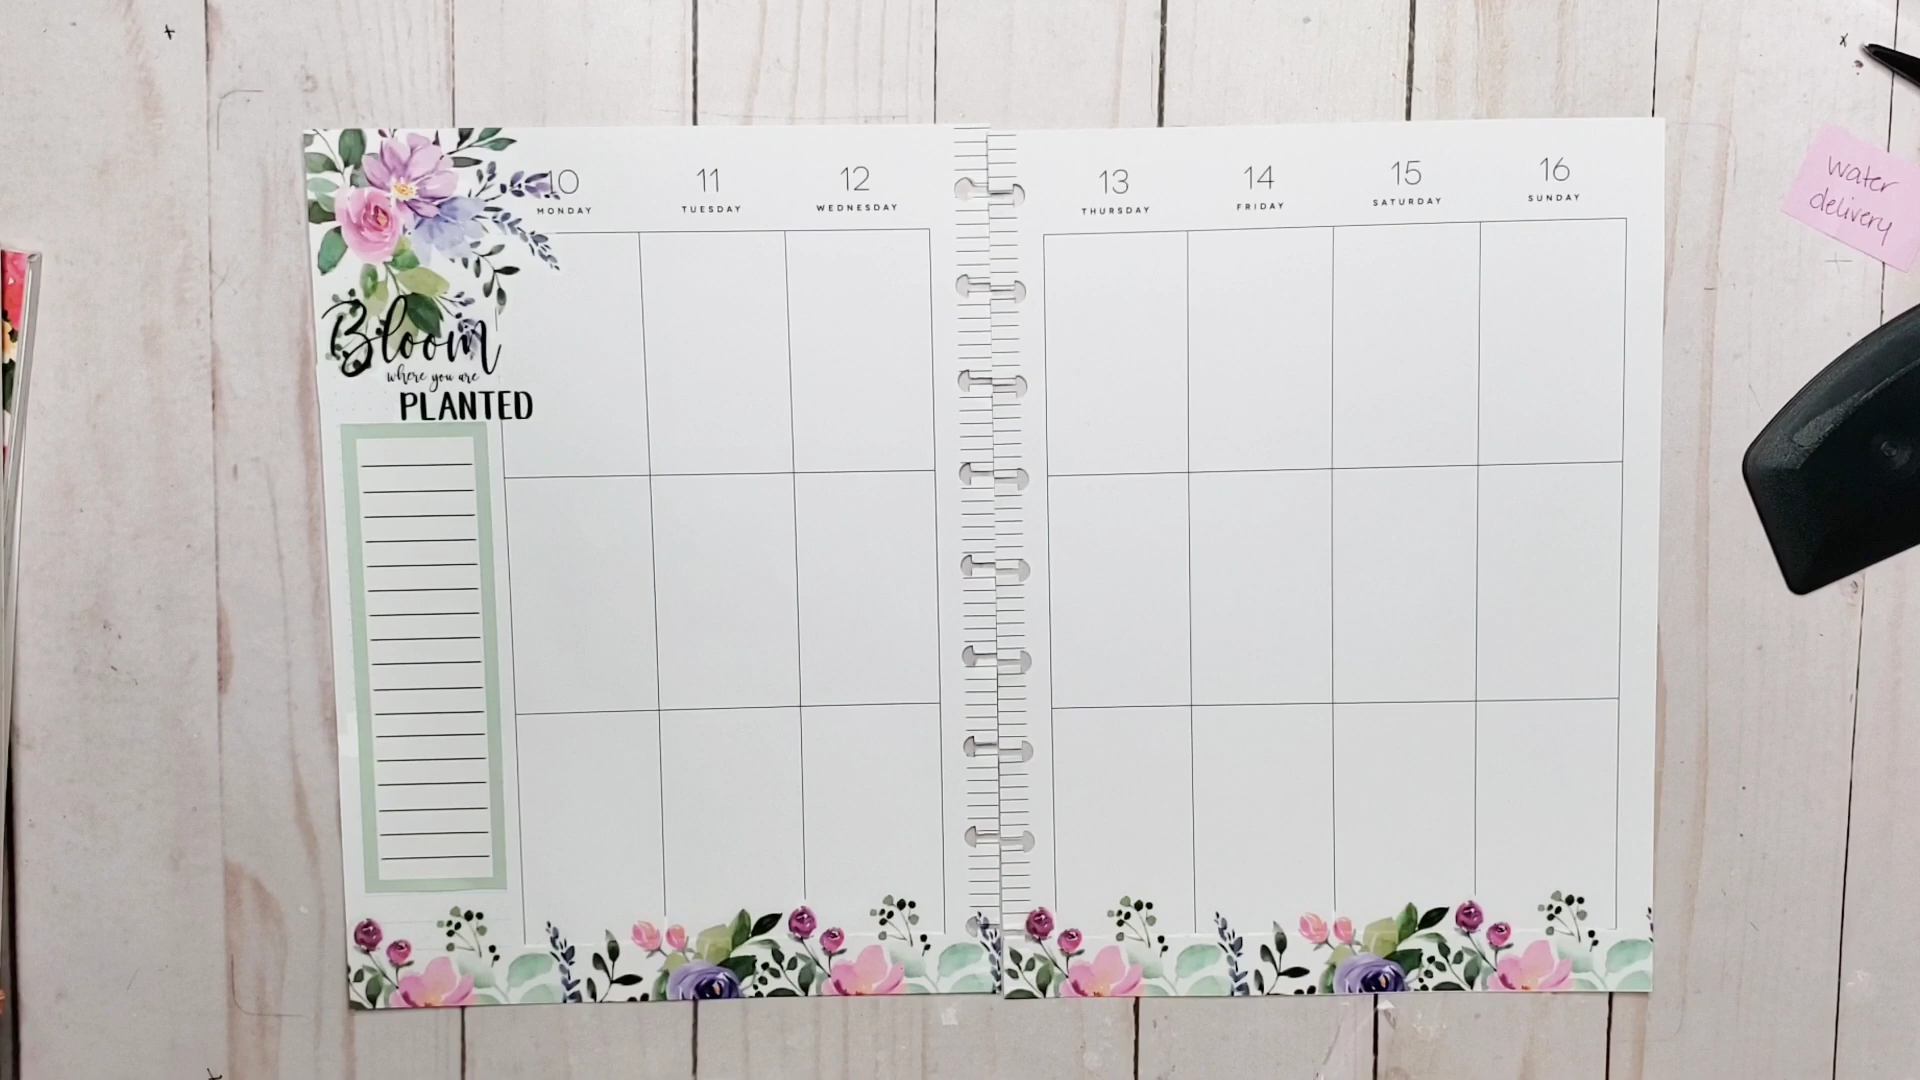 10 11 12 13 14 15 16
MONDAY TUESDAY WEDNESDAY THURSDAY FRIDAY SATURDAY SUNDAY
Bloom
where you are
PLANTED
water
delivery